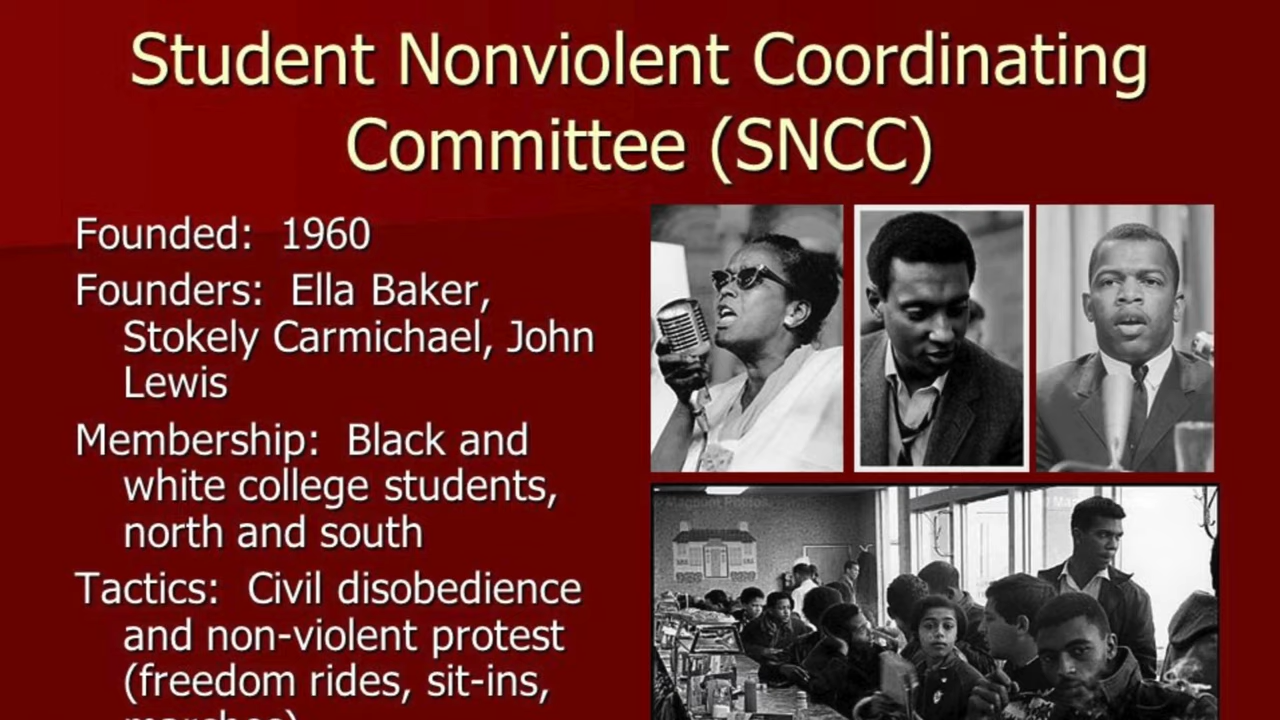 Student Nonviolent Coordinating
Committee (SNCC)
Founded: 1960
Founders: Ella Baker,
Stokely Carmichael, John
Lewis
Membership: Black and
white college students,
north and south
Tactics: Civil disobedience
and non-violent protest
(freedom rides, sit-ins,